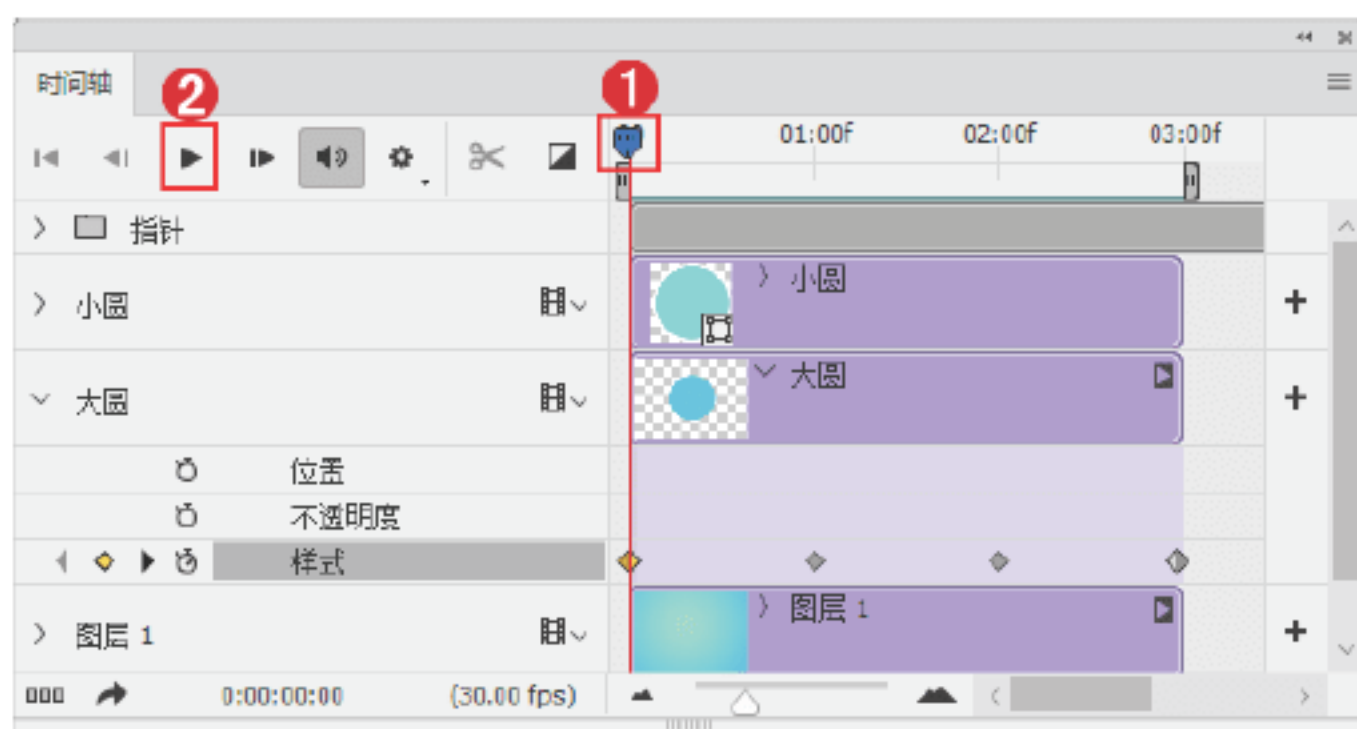 时间轴
2
1
01:00f 02:00f 03:00f
指针
小圆 小圆
大圆 大圆
位置
不透明度
样式
图层 1 图层 1
0:00:00:00 (30.00 fps)